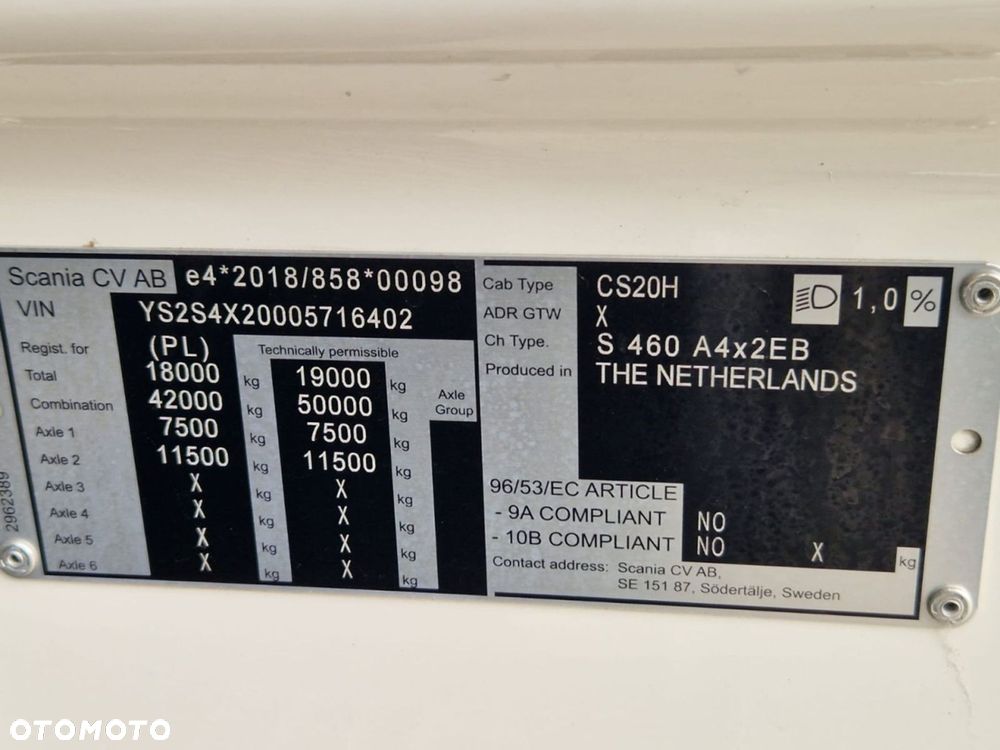 Scania CV AB e4*2018/858*00098
VIN YS2S4X20005716402
Regist. for (PL) Technically permissible
Total 18000 kg 19000 kg Axle Group
Combination 42000 kg 50000 kg
Axle 1 7500 kg 7500 kg
Axle 2 11500 kg 11500 kg
Axle 3 X kg X kg
Axle 4 X kg X kg
Axle 5 X kg X kg
Axle 6 X kg X kg
2962389
Cab Type CS20H 1,0 %
ADR GTW X
Ch Type. S 460 A4x2EB
Produced in THE NETHERLANDS
96/53/EC ARTICLE
- 9A COMPLIANT NO
- 10B COMPLIANT NO X kg
Contact address: Scania CV AB,
SE 151 87, Södertälje, Sweden
OTOMOTO